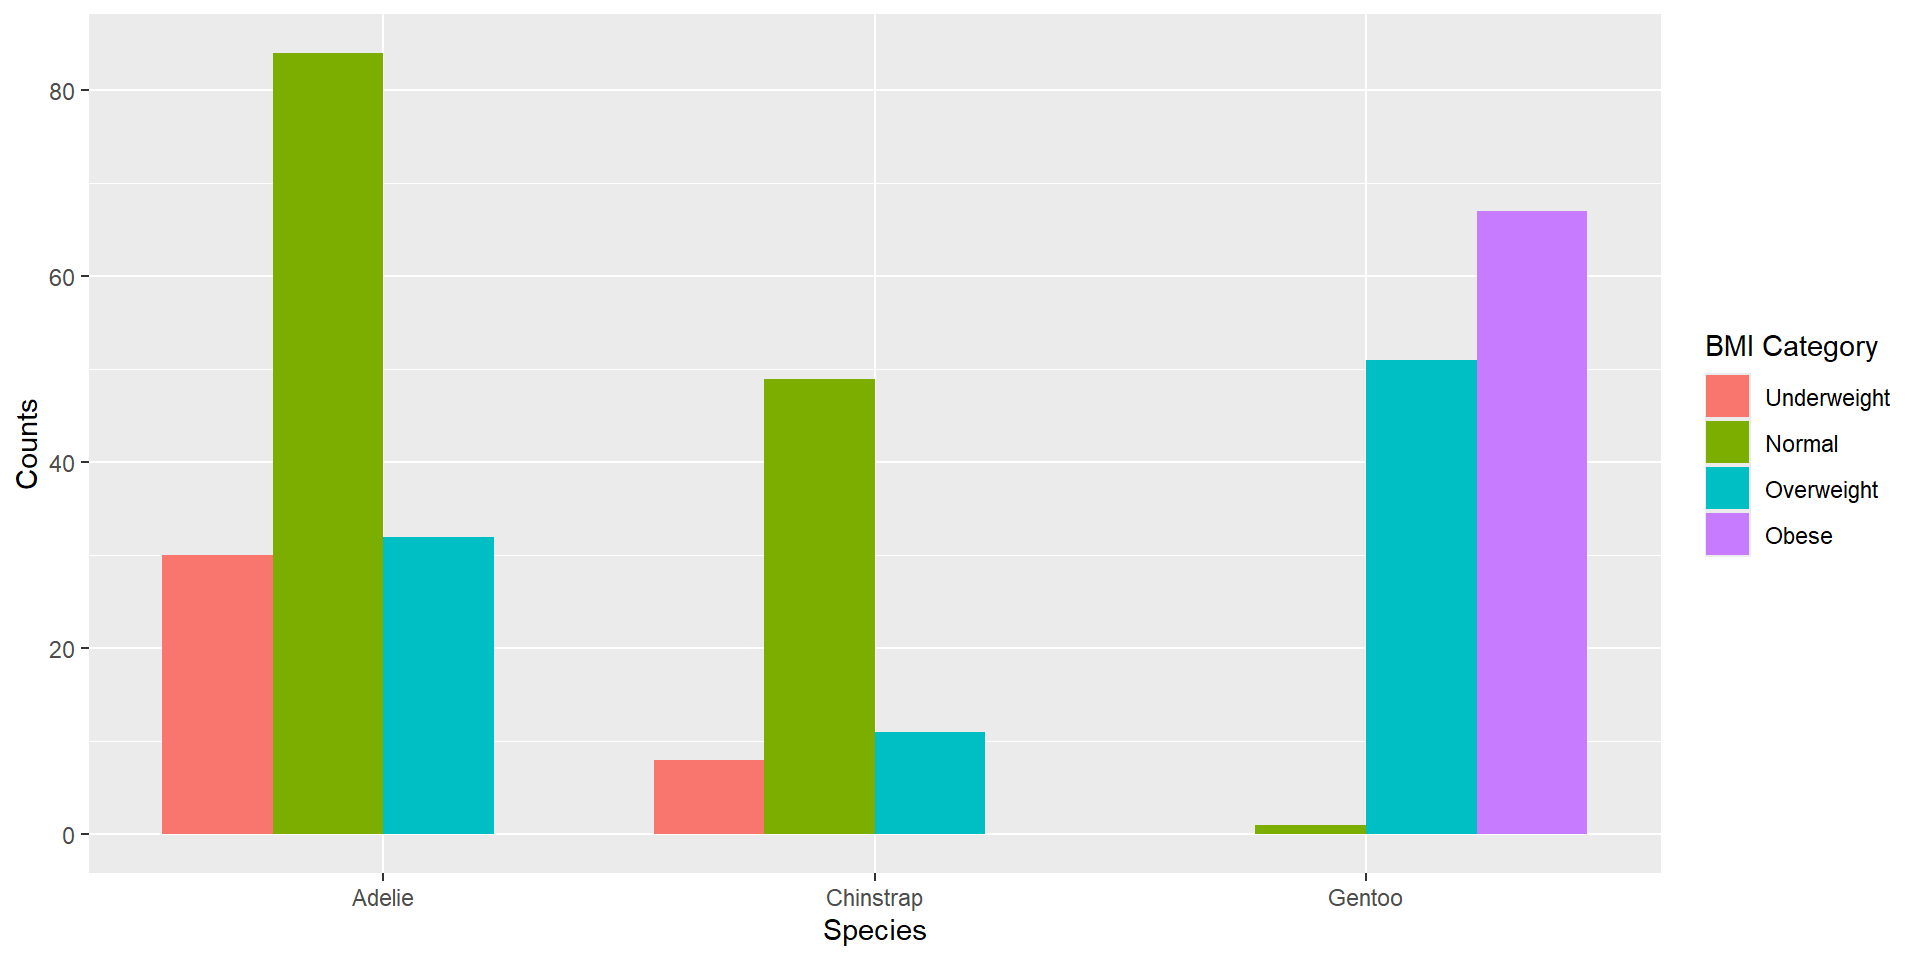 80
60
40
20
0
Counts
Adelie
Chinstrap
Gentoo
Species
BMI Category
Underweight
Normal
Overweight
Obese